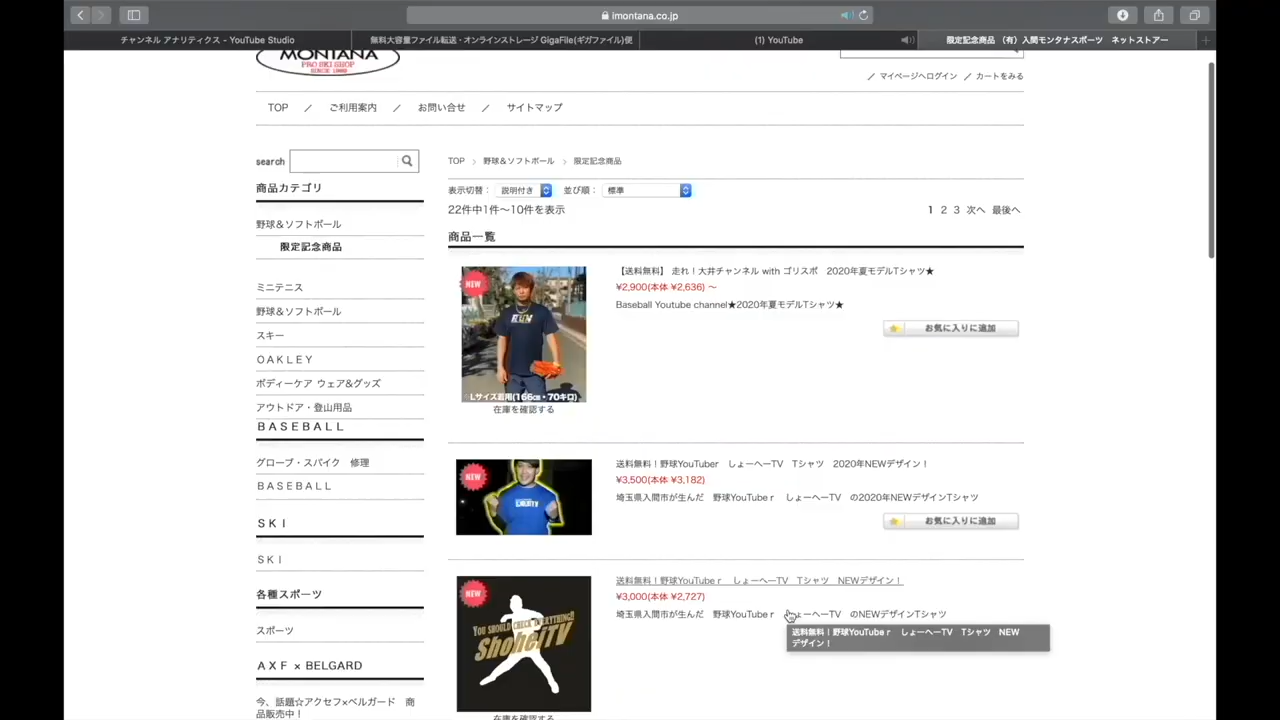 imontana.co.jp
チャンネル アナリティクス - YouTube Studio
無料大容量ファイル転送・オンラインストレージ GigaFile(ギガファイル)便
(1) YouTube
限定記念商品 （有）入間モンタナスポーツ ネットストアー
MONTANA
PRO SKI SHOP
／ マイページへログイン ／ カートをみる
TOP ／ ご利用案内 ／ お問い合せ ／ サイトマップ
search
商品カテゴリ
野球&ソフトボール
限定記念商品
ミニテニス
野球&ソフトボール
スキー
OAKLEY
ボディーケア ウェア&グッズ
アウトドア・登山用品
BASEBALL
グローブ・スパイク 修理
BASEBALL
SKI
SKI
各種スポーツ
スポーツ
AXF × BELGARD
今、話題☆アクセフ×ベルガード 商
品販売中！
TOP > 野球&ソフトボール > 限定記念商品
表示切替： 説明付き 並び順： 標準
22件中1件～10件を表示
1 2 3 次へ 最後へ
商品一覧
NEW
RUN
Lサイズ着用(166㎝・70キロ)
在庫を確認する
【送料無料】 走れ！大井チャンネル with ゴリスポ 2020年夏モデルTシャツ★
¥2,900(本体 ¥2,636) ～
Baseball Youtube channel★2020年夏モデルTシャツ★
お気に入りに追加
NEW
送料無料！野球YouTuber しょーへーTV Tシャツ 2020年NEWデザイン！
¥3,500(本体 ¥3,182)
埼玉県入間市が生んだ 野球YouTubeｒ しょーへーTV の2020年NEWデザインTシャツ
お気に入りに追加
NEW
YOU SHOULD CHECK EVERYTHING!!
ShoheiTV
在庫を確認する
送料無料！野球YouTubeｒ しょーへーTV Tシャツ NEWデザイン！
¥3,000(本体 ¥2,727)
埼玉県入間市が生んだ 野球YouTubeｒ しょーへーTV のNEWデザインTシャツ
送料無料！野球YouTubeｒ しょーへーTV Tシャツ NEW
デザイン！